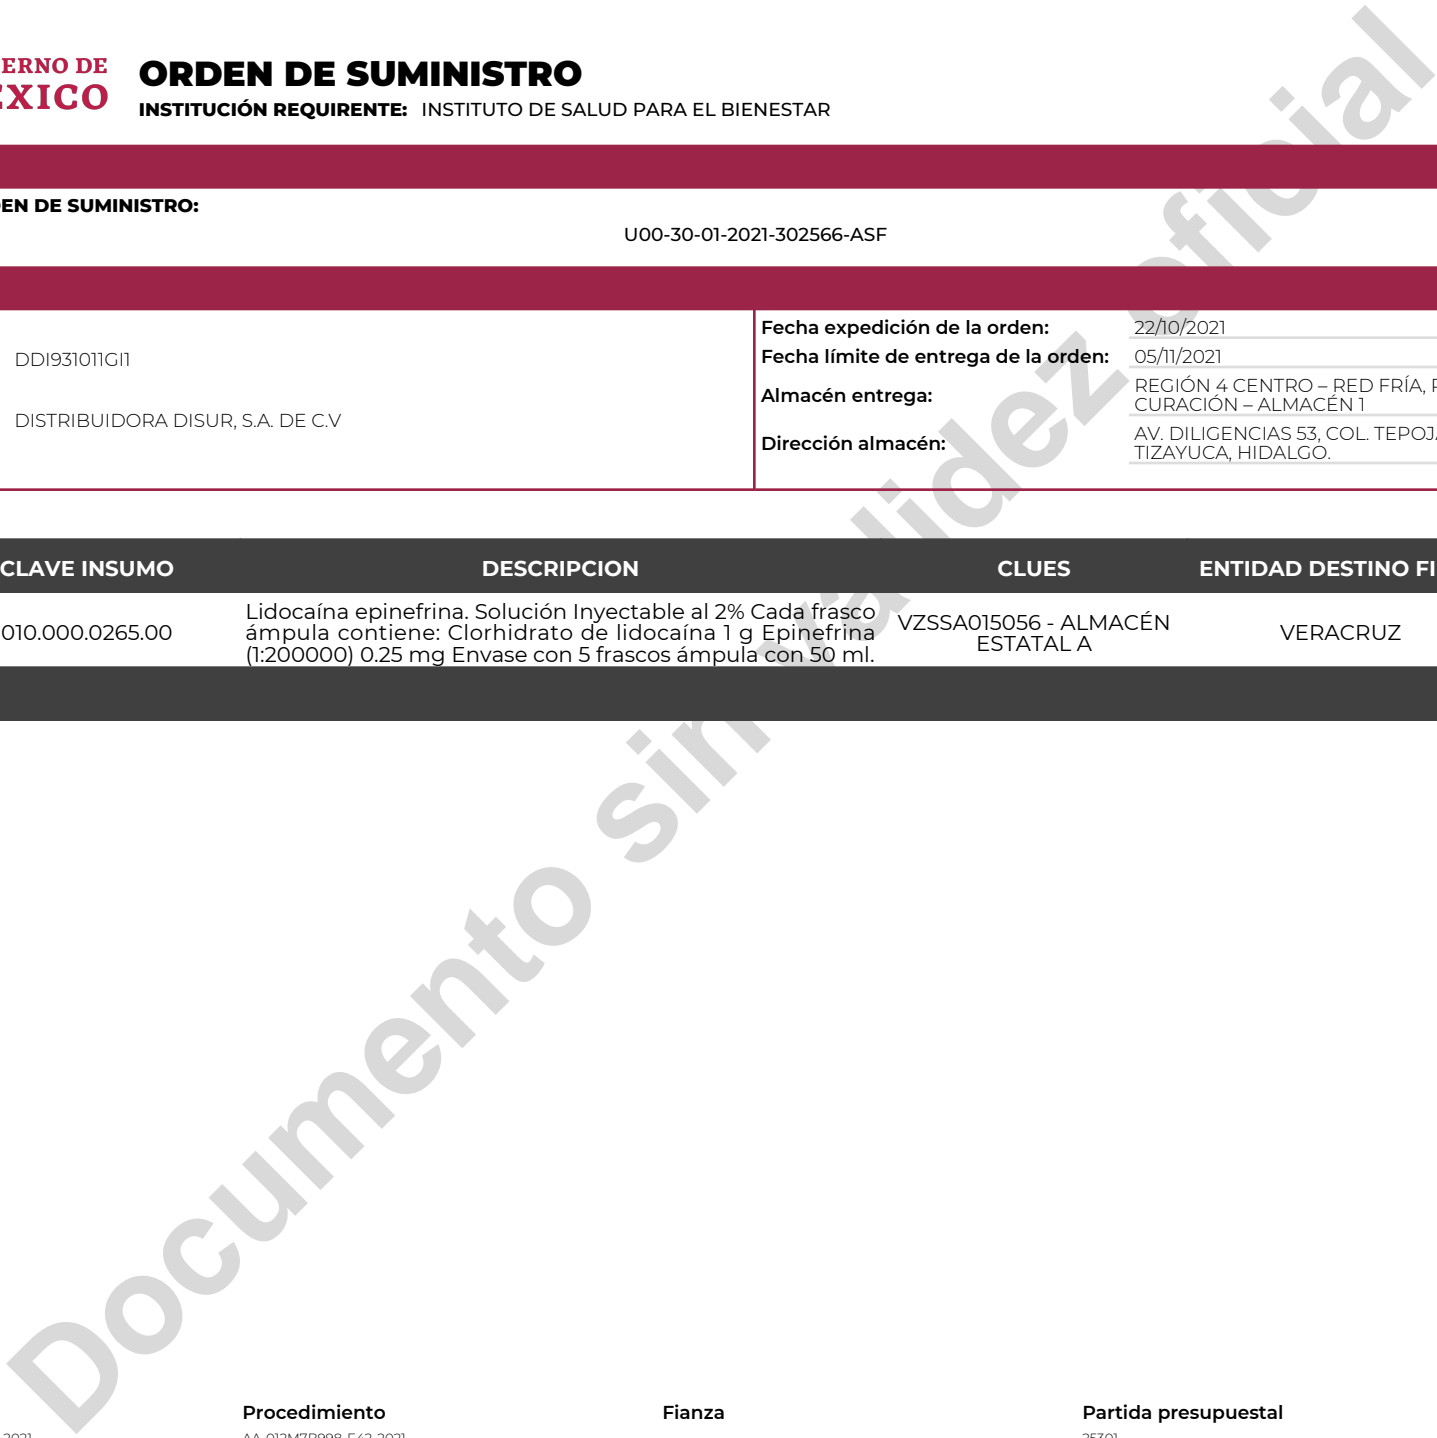 ERNO DE
ORDEN DE SUMINISTRO
EXICO
INSTITUCIÓN REQUIRENTE: INSTITUTO DE SALUD PARA EL BIENESTAR
EN DE SUMINISTRO:
U00-30-01-2021-302566-ASF
DDI931011GI1
DISTRIBUIDORA DISUR, S.A. DE C.V
Fecha expedición de la orden: 22/10/2021
Fecha límite de entrega de la orden: 05/11/2021
Almacén entrega: REGIÓN 4 CENTRO – RED FRÍA,
CURACIÓN – ALMACÉN 1
Dirección almacén: AV. DILIGENCIAS 53, COL. TEPOJ
TIZAYUCA, HIDALGO.
CLAVE INSUMO DESCRIPCION CLUES ENTIDAD DESTINO FI
010.000.0265.00
Lidocaína epinefrina. Solución Inyectable al 2% Cada frasco
ámpula contiene: Clorhidrato de lidocaína 1 g Epinefrina
(1:200000) 0.25 mg Envase con 5 frascos ámpula con 50 ml.
VZSSA015056 - ALMACÉN
ESTATAL A
VERACRUZ
Documento sin validez oficial
Procedimiento Fianza Partida presupuestal